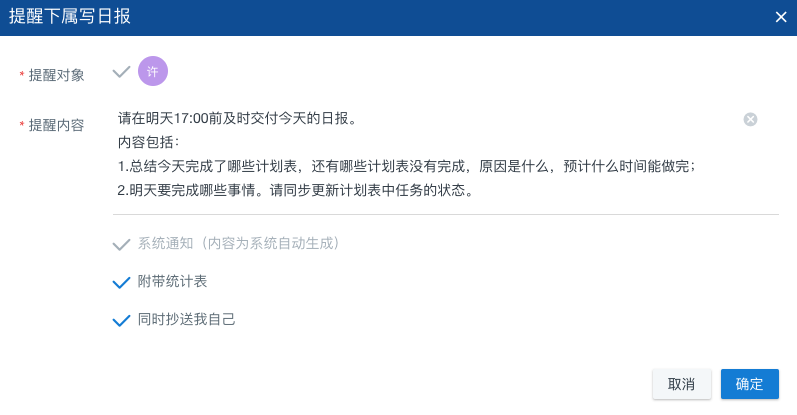 提醒下属写日报
* 提醒对象
许
* 提醒内容
请在明天17:00前及时交付今天的日报。
内容包括：
1.总结今天完成了哪些计划表，还有哪些计划表没有完成，原因是什么，预计什么时间能做完；
2.明天要完成哪些事情。请同步更新计划表中任务的状态。
系统通知（内容为系统自动生成）
附带统计表
同时抄送我自己
取消
确定